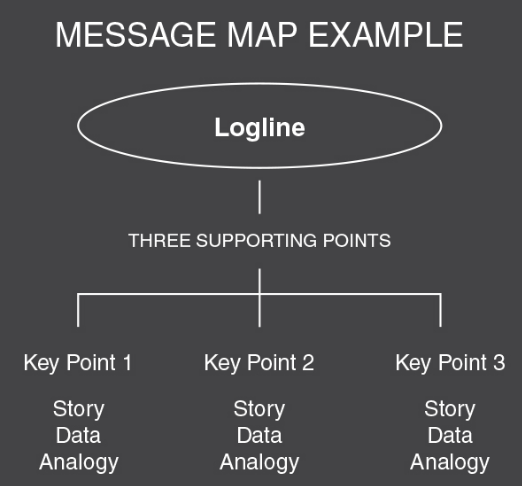 MESSAGE MAP EXAMPLE
Logline
THREE SUPPORTING POINTS
Key Point 1
Story
Data
Analogy
Key Point 2
Story
Data
Analogy
Key Point 3
Story
Data
Analogy